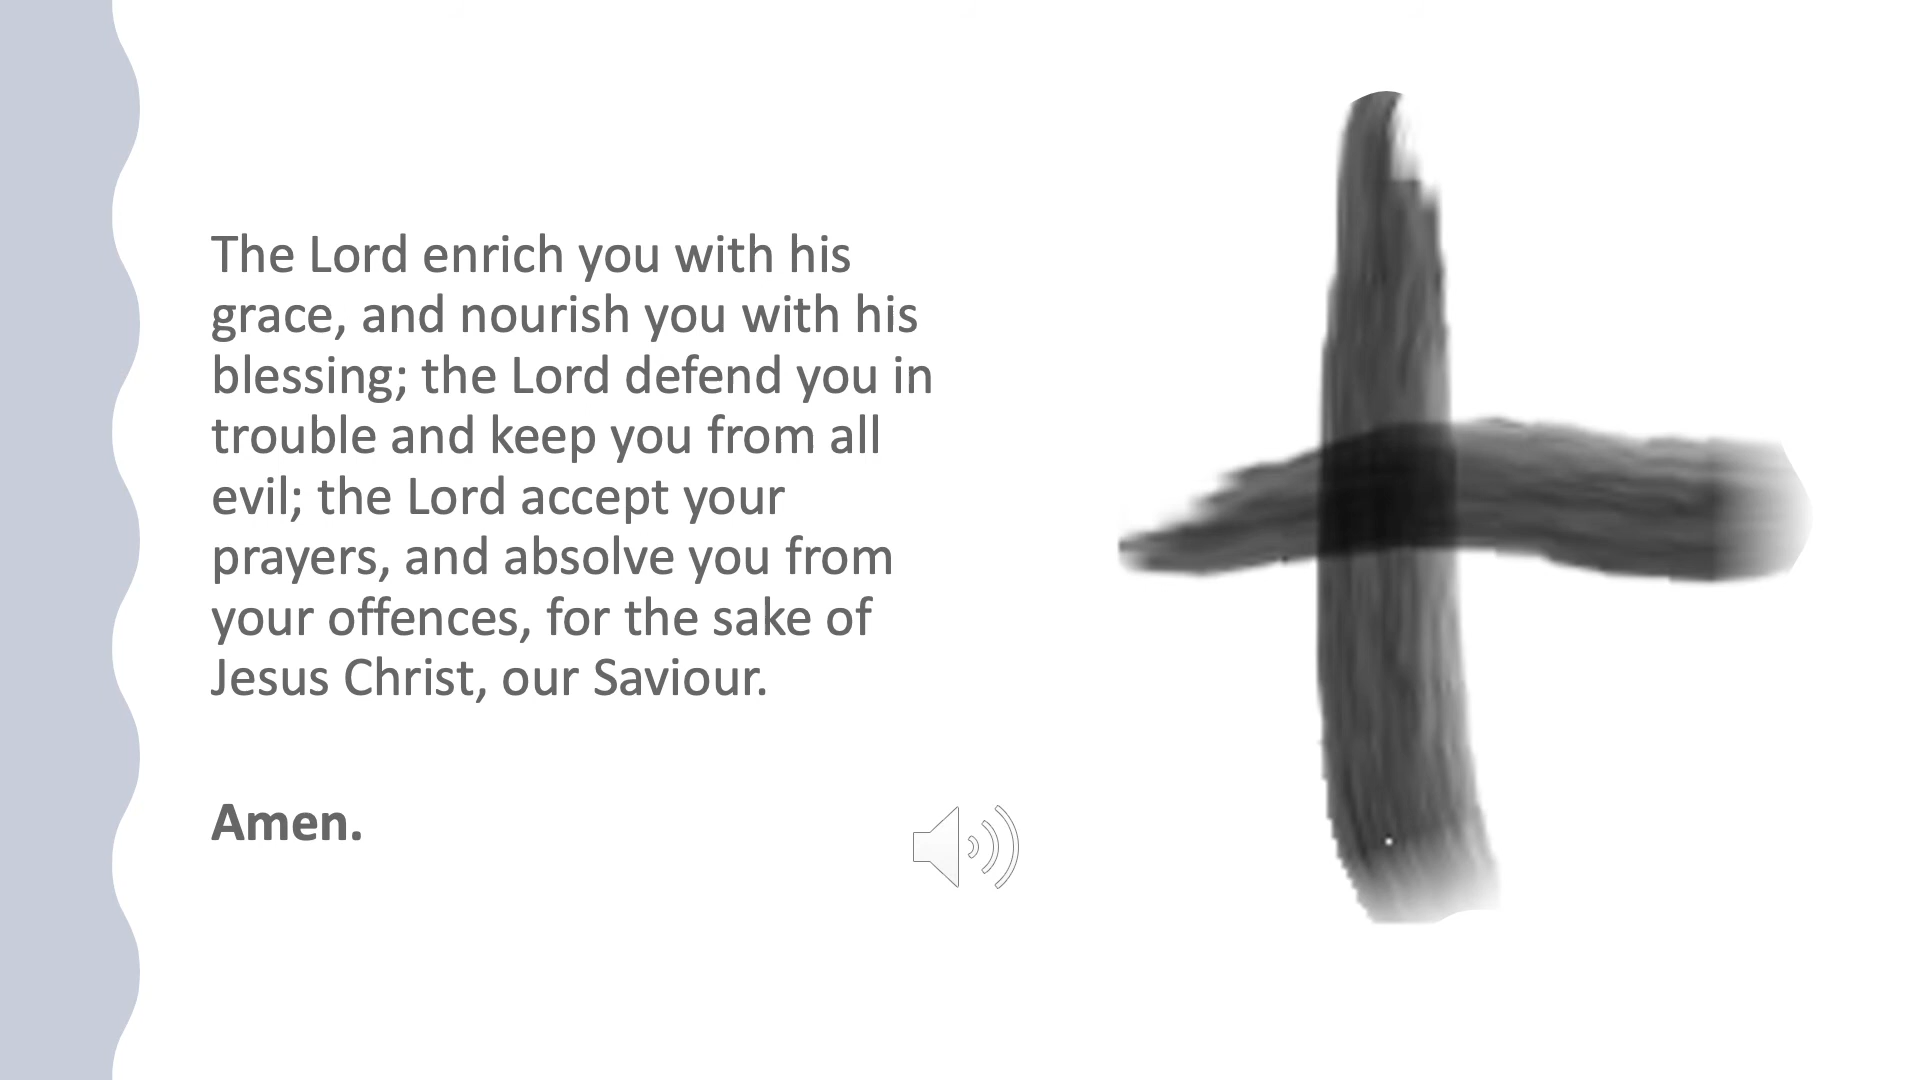 The Lord enrich you with his
grace, and nourish you with his
blessing; the Lord defend you in
trouble and keep you from all
evil; the Lord accept your
prayers, and absolve you from
your offences, for the sake of
Jesus Christ, our Saviour.
Amen.